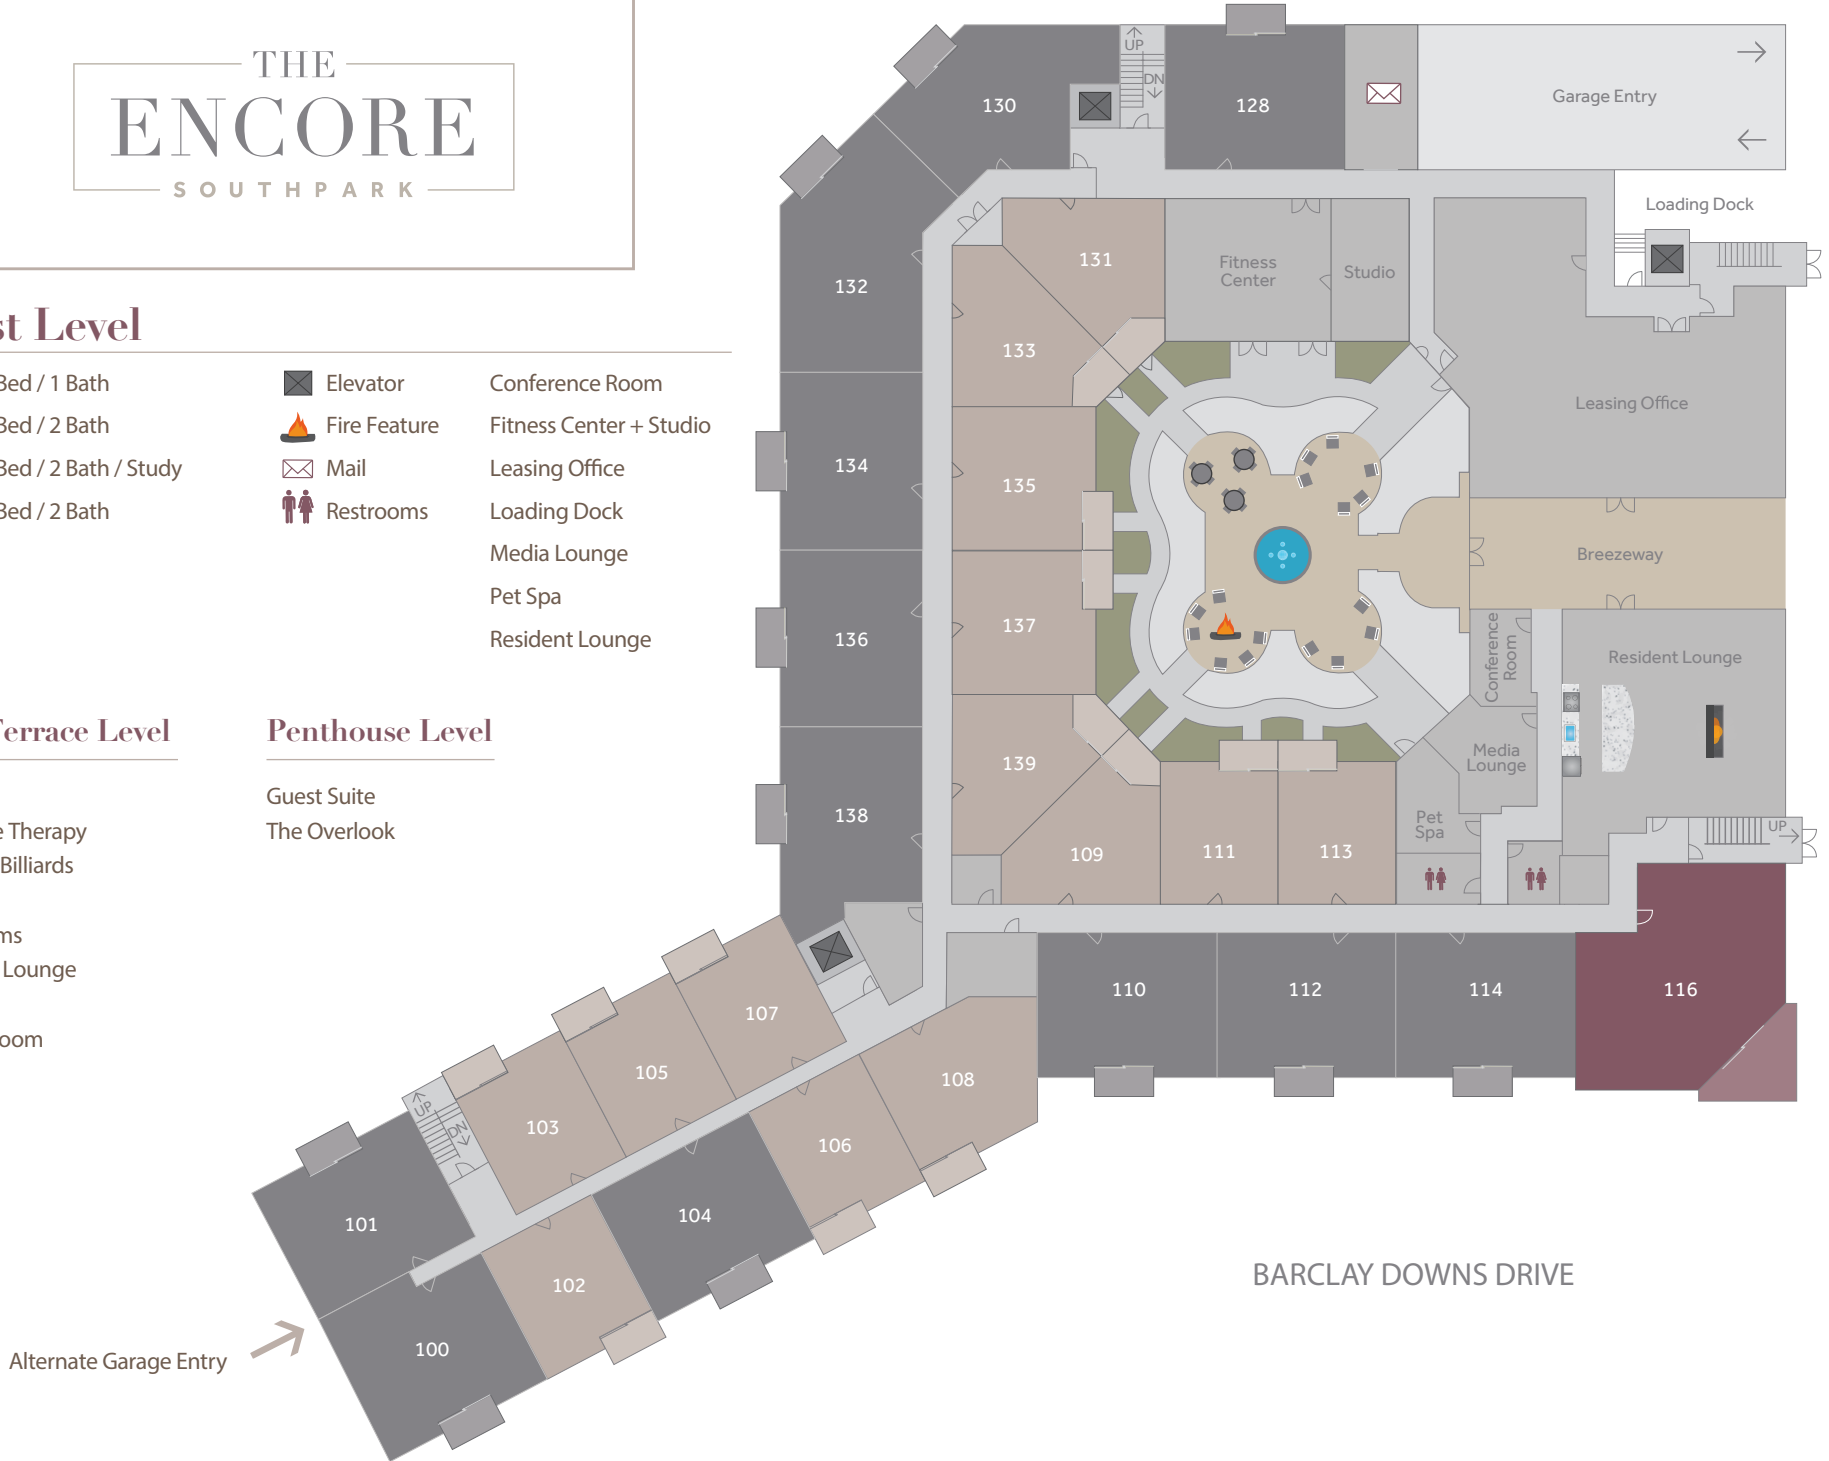 THE
ENCORE
SOUTHPARK
st Level
Bed / 1 Bath
Bed / 2 Bath
Bed / 2 Bath / Study
Bed / 2 Bath
Elevator
Fire Feature
Mail
Restrooms
Conference Room
Fitness Center + Studio
Leasing Office
Loading Dock
Media Lounge
Pet Spa
Resident Lounge
Terrace Level
e Therapy
Billiards
ms
Lounge
oom
Penthouse Level
Guest Suite
The Overlook
130
UP
DN
128
Garage Entry
Loading Dock
132
131
Fitness
Center
Studio
133
Leasing Office
134
135
Breezeway
136
137
Conference
Room
Resident Lounge
138
139
Media
Lounge
Pet
Spa
UP
109
111
113
107
110
112
114
116
105
108
103
UP
DN
106
101
104
102
100
BARCLAY DOWNS DRIVE
Alternate Garage Entry